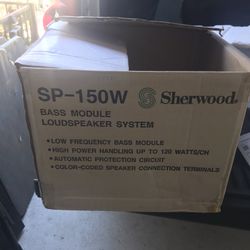 SP-150W Sherwood
BASS MODULE
LOUDSPEAKER SYSTEM
• LOW FREQUENCY BASS MODULE
• HIGH POWER HANDLING UP TO 120 WATTS/CH
• AUTOMATIC PROTECTION CIRCUIT
• COLOR-CODED SPEAKER CONNECTION TERMINALS